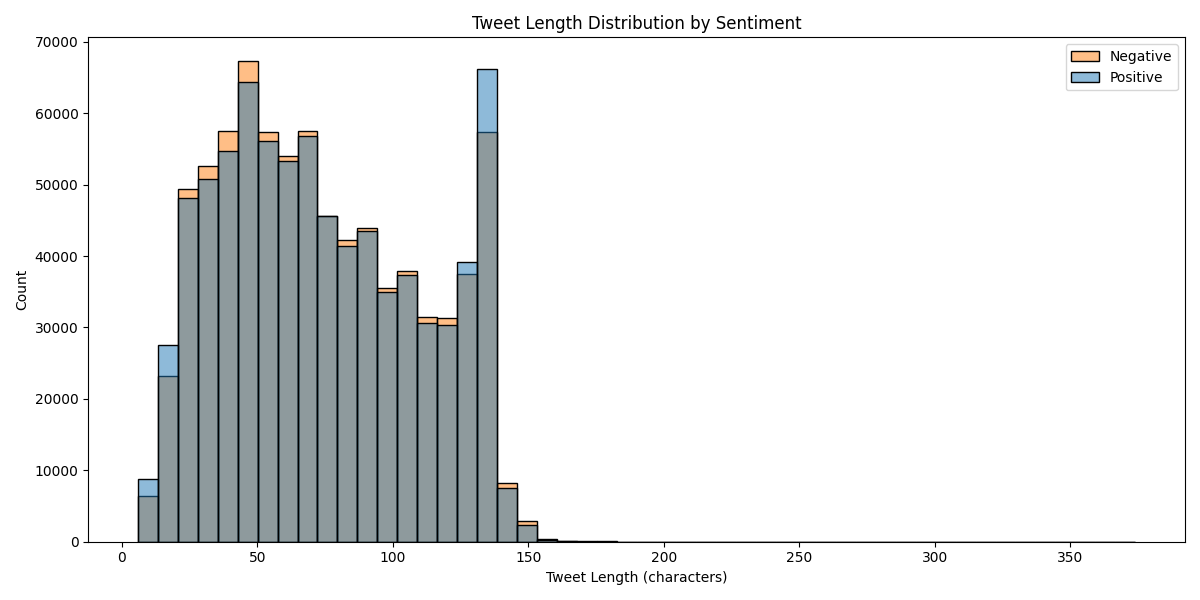 Tweet Length Distribution by Sentiment
Negative
Positive
70000
60000
50000
40000
30000
20000
10000
0
Count
0 50 100 150 200 250 300 350
Tweet Length (characters)